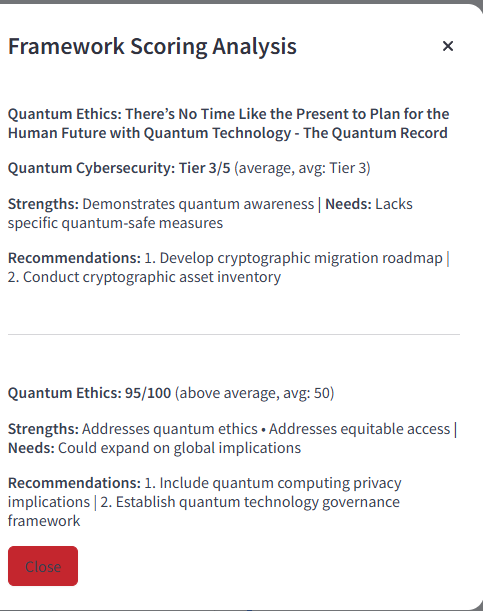 Framework Scoring Analysis
×
Quantum Ethics: There’s No Time Like the Present to Plan for the
Human Future with Quantum Technology - The Quantum Record
Quantum Cybersecurity: Tier 3/5 (average, avg: Tier 3)
Strengths: Demonstrates quantum awareness | Needs: Lacks
specific quantum-safe measures
Recommendations: 1. Develop cryptographic migration roadmap |
2. Conduct cryptographic asset inventory
Quantum Ethics: 95/100 (above average, avg: 50)
Strengths: Addresses quantum ethics • Addresses equitable access |
Needs: Could expand on global implications
Recommendations: 1. Include quantum computing privacy
implications | 2. Establish quantum technology governance
framework
Close